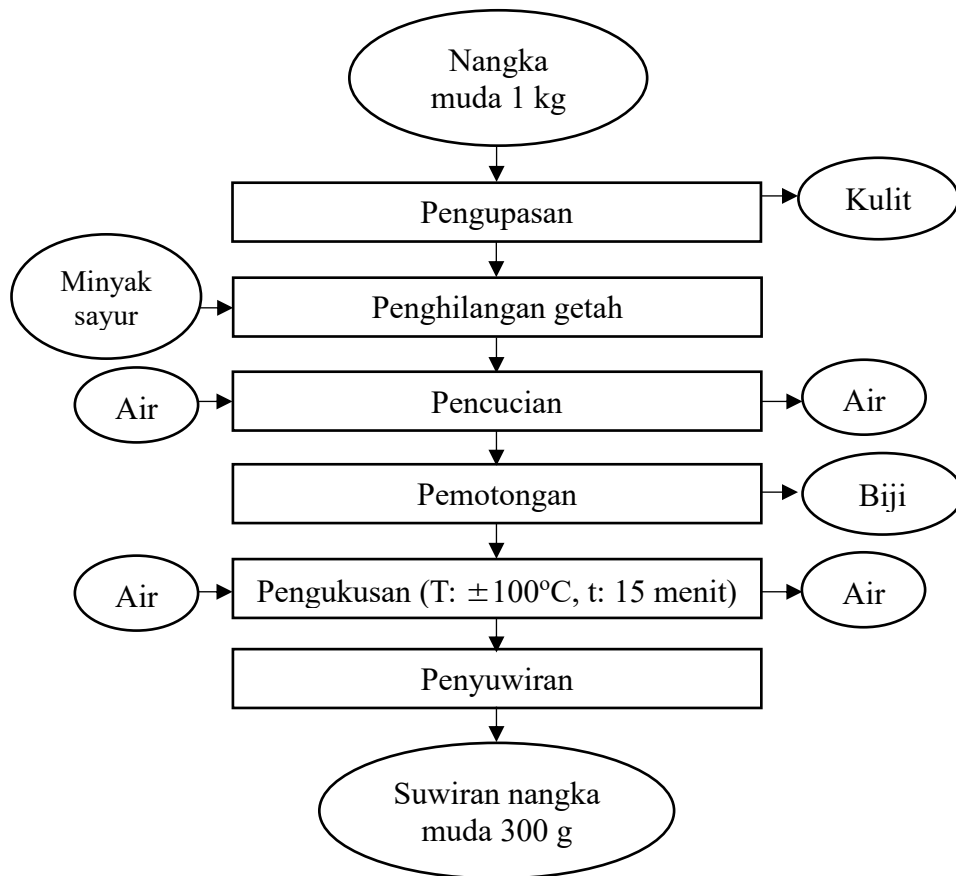 Nangka
muda 1 kg
Pengupasan
Kulit
Minyak
sayur
Penghilangan getah
Air
Pencucian
Air
Pemotongan
Biji
Air
Pengukusan (T: ±100ºC, t: 15 menit)
Air
Penyuwiran
Suwiran nangka
muda 300 g